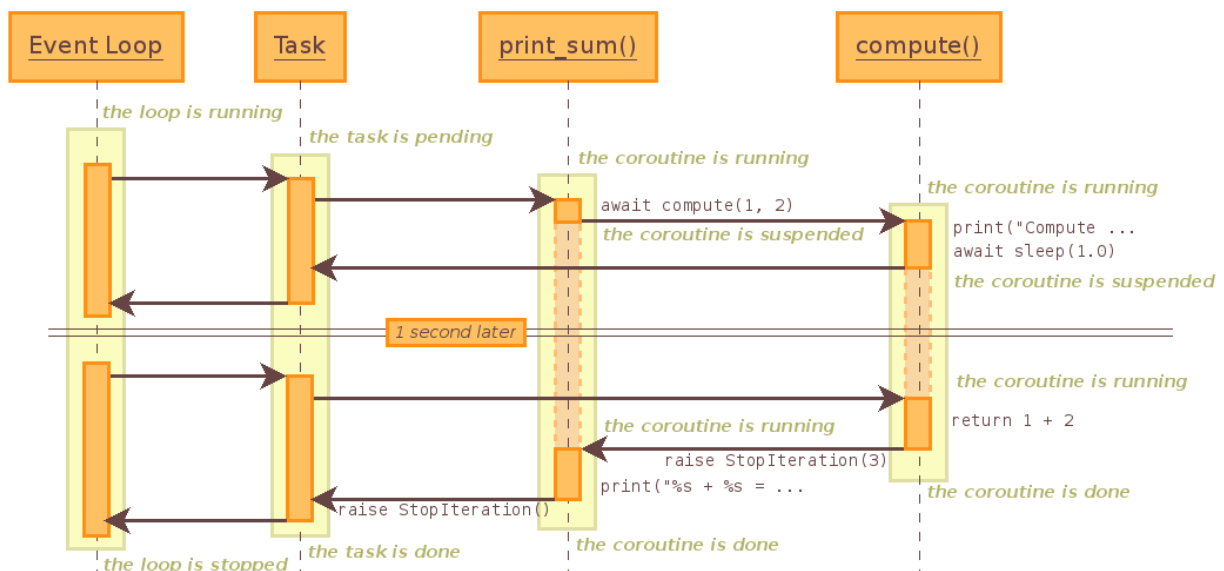 Event Loop
Task
print_sum()
compute()
the loop is running
the task is pending
the coroutine is running
the coroutine is running
await compute(1, 2)
print("Compute ...
the coroutine is suspended
await sleep(1.0)
the coroutine is suspended
1 second later
the coroutine is running
return 1 + 2
the coroutine is running
raise StopIteration(3)
print("%s + %s = ...
the coroutine is done
raise StopIteration()
the coroutine is done
the task is done
the loop is stopped